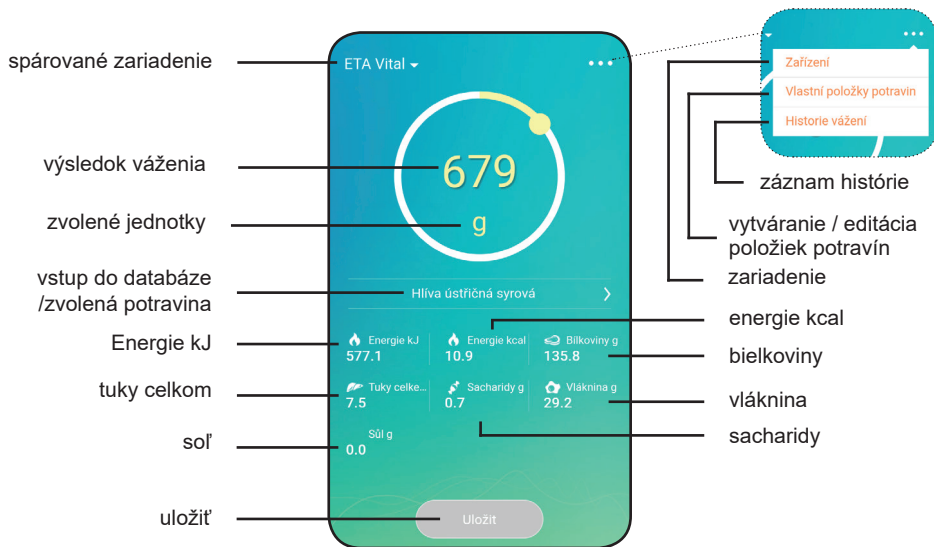 spárované zariadenie
výsledok váženia
zvolené jednotky
vstup do databáze
/zvolená potravina
Energie kJ
tuky celkom
soľ
uložiť
ETA Vital
679
g
Hlíva ústřičná syrová
Energie kJ
577.1
Energie kcal
10.9
Bílkoviny g
135.8
Tuky celke...
7.5
Sacharidy g
0.7
Vláknina g
29.2
Sůl g
0.0
Uložit
Zařízení
Vlastní položky potravin
Historie vážení
záznam histórie
vytváranie / editácia
položiek potravín
zariadenie
energie kcal
bielkoviny
vláknina
sacharidy